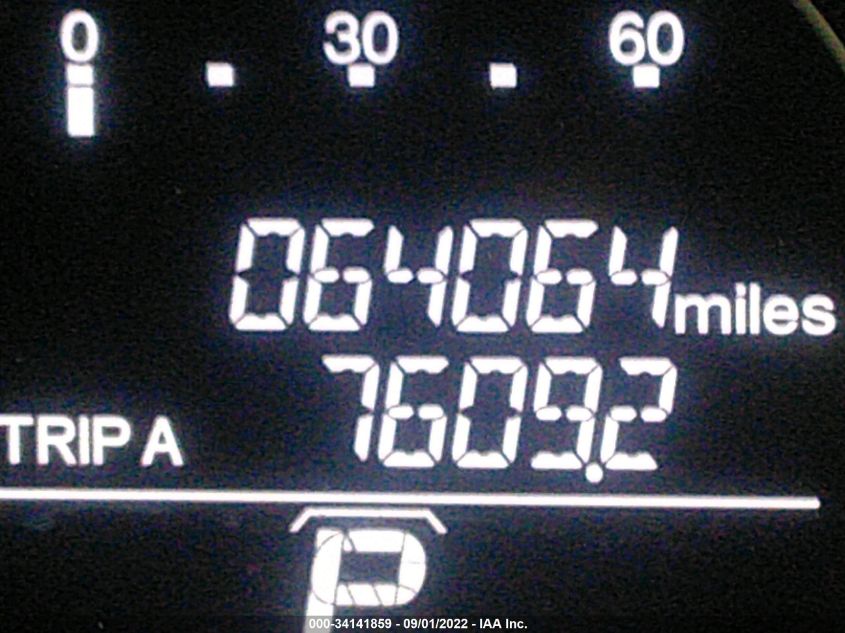 0 30 60
064064 miles
7609.2
TRIP A
P
000-34141859 - 09/01/2022 - IAA Inc.